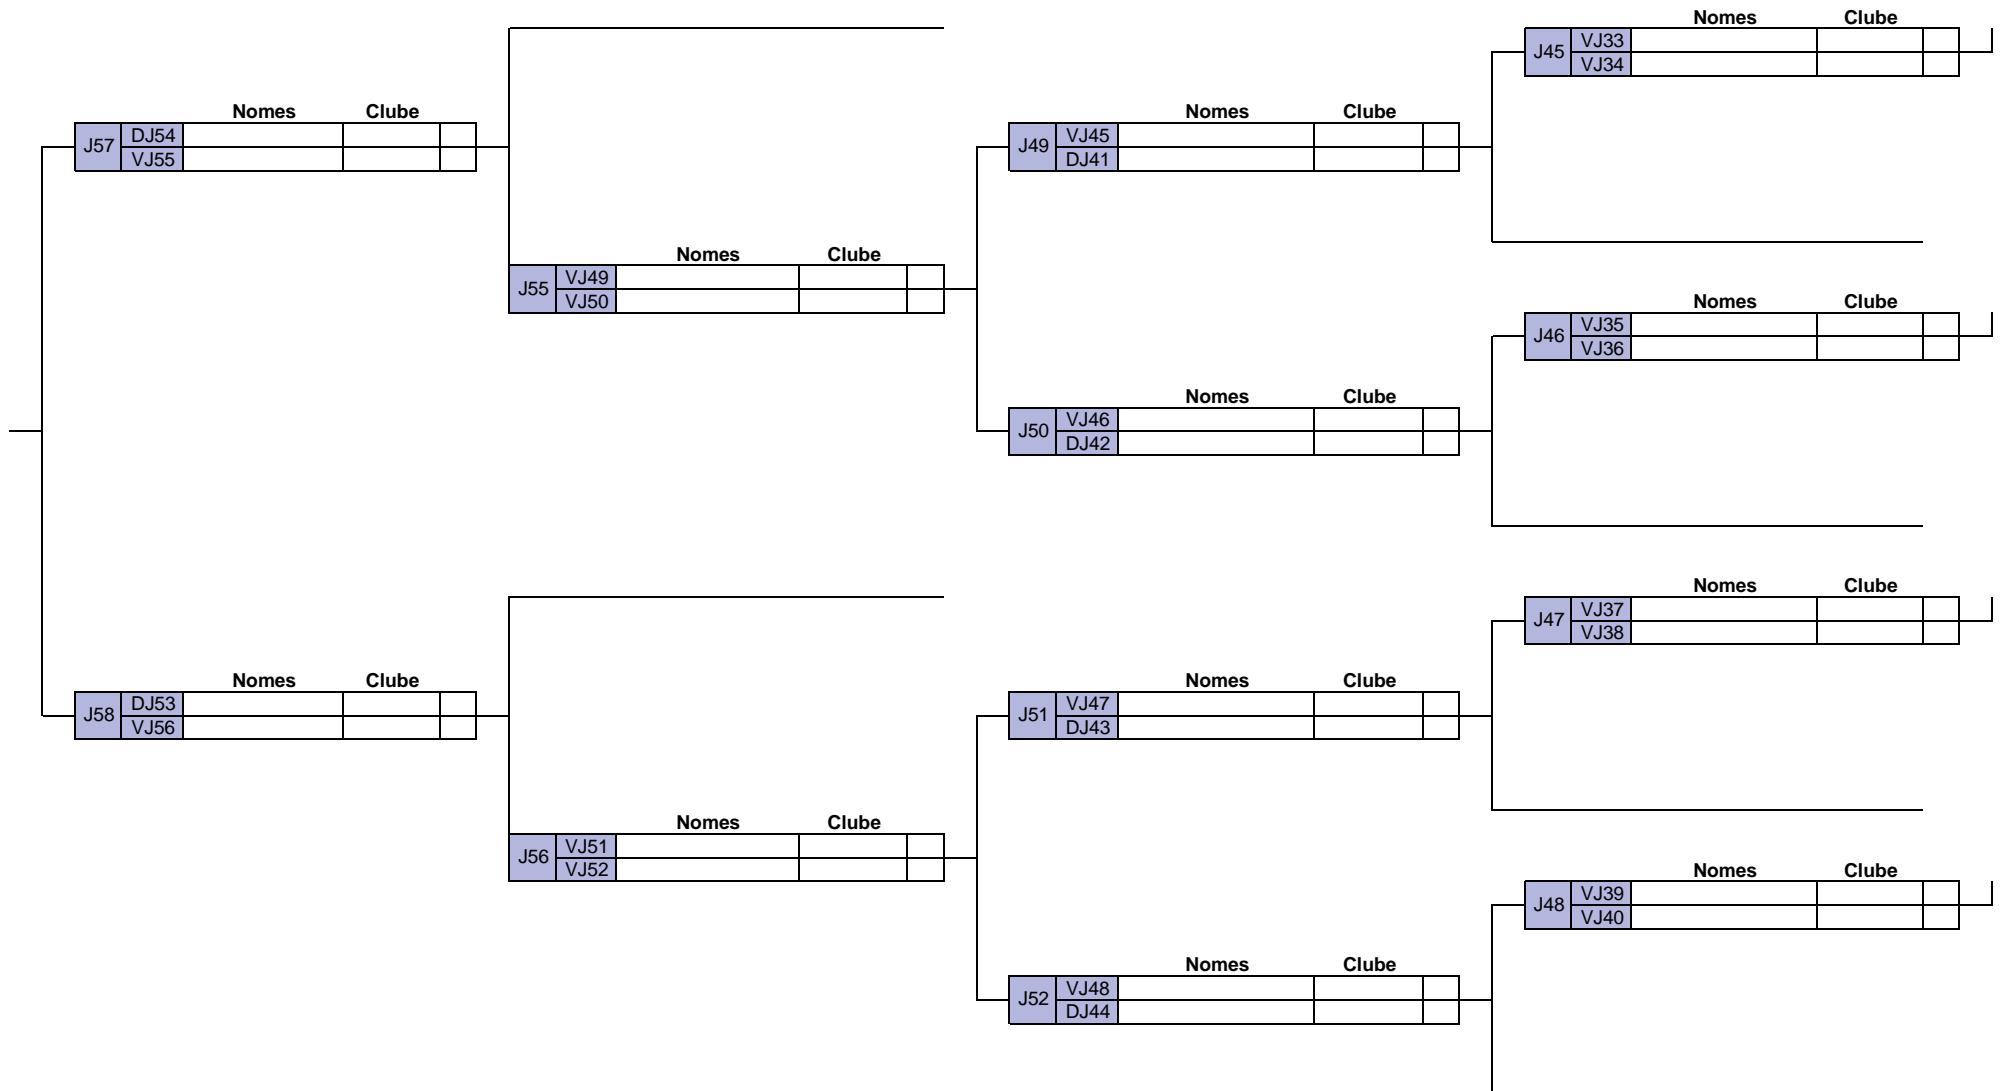 Nomes Clube
J45 VJ33
VJ34
Nomes Clube
J57 DJ54
VJ55
Nomes Clube
J49 VJ45
DJ41
Nomes Clube
J55 VJ49
VJ50
Nomes Clube
J46 VJ35
VJ36
Nomes Clube
J50 VJ46
DJ42
Nomes Clube
J47 VJ37
VJ38
Nomes Clube
J58 DJ53
VJ56
Nomes Clube
J51 VJ47
DJ43
Nomes Clube
J56 VJ51
VJ52
Nomes Clube
J48 VJ39
VJ40
Nomes Clube
J52 VJ48
DJ44